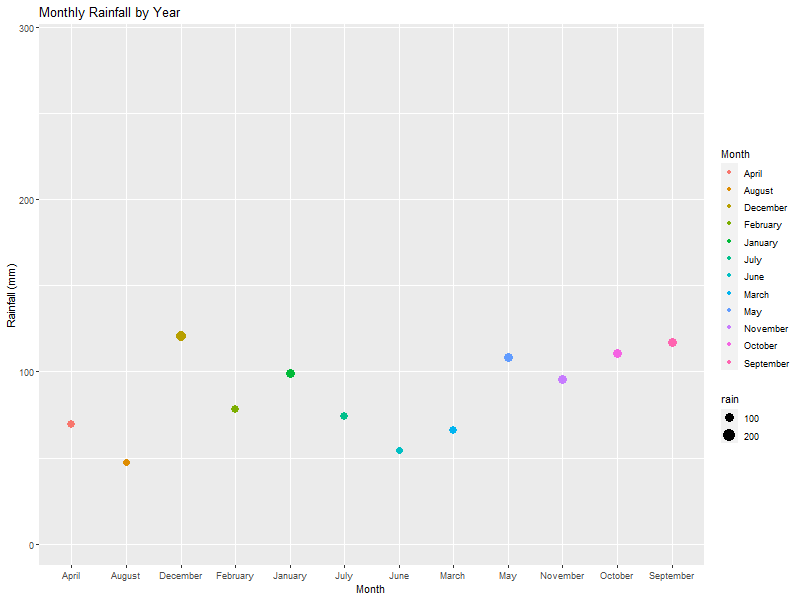 Monthly Rainfall by Year
300
200
100
0
Rainfall (mm)
April August December February January July June March May November October September
Month
Month
April
August
December
February
January
July
June
March
May
November
October
September
rain
100
200